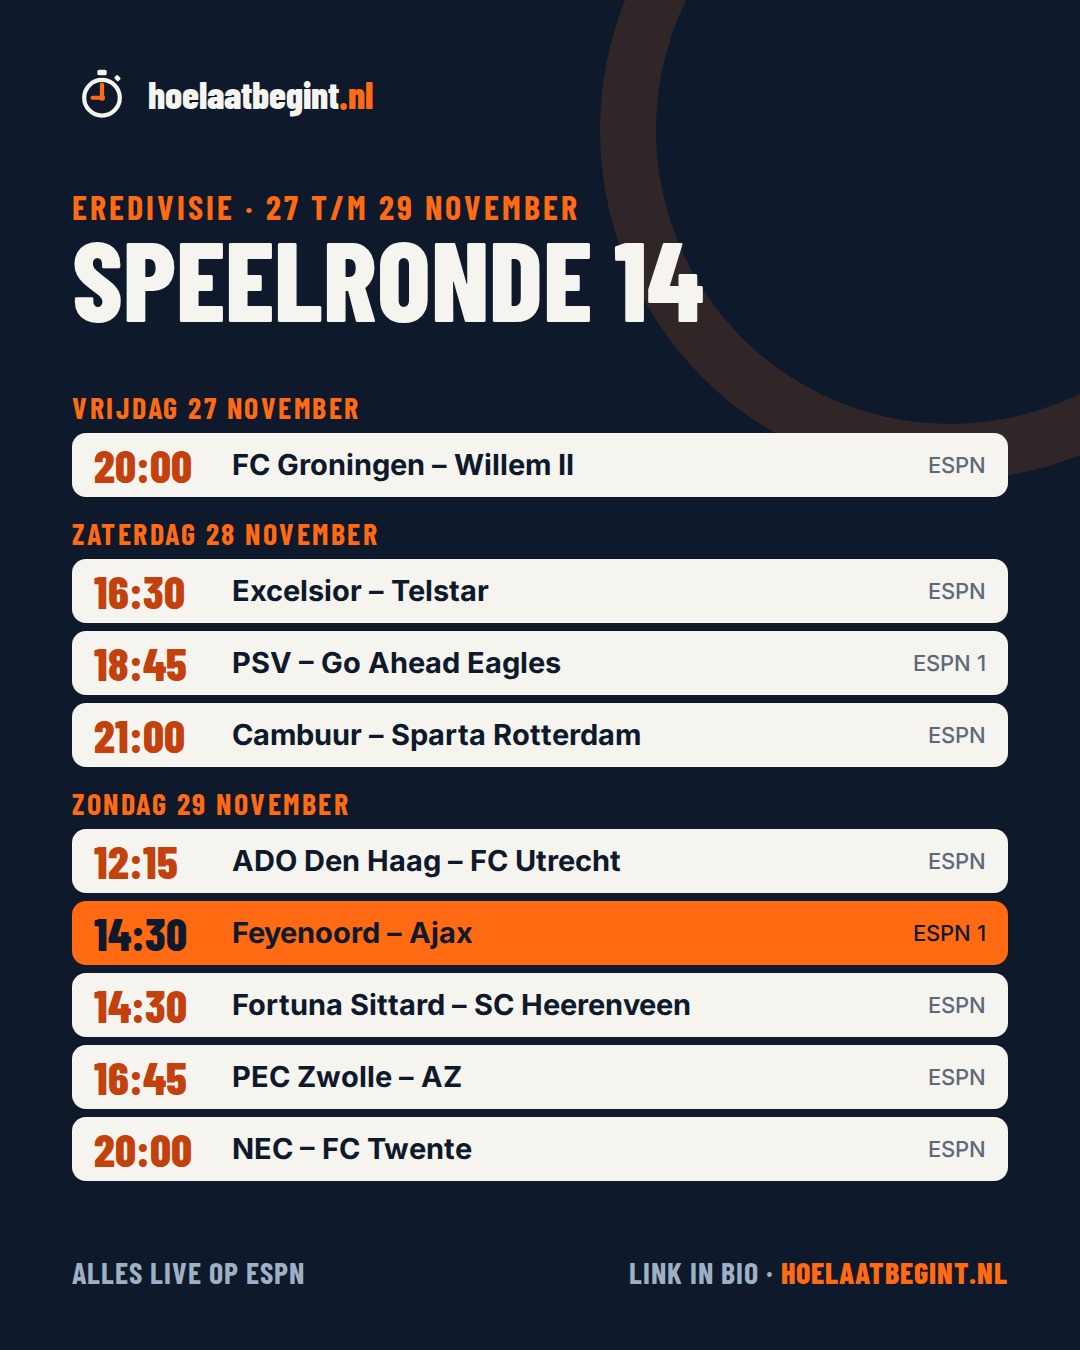 hoelaatbegint.nl
EREDIVISIE · 27 T/M 29 NOVEMBER
SPEELRONDE 14
VRIJDAG 27 NOVEMBER
20:00 FC Groningen – Willem II ESPN
ZATERDAG 28 NOVEMBER
16:30 Excelsior – Telstar ESPN
18:45 PSV – Go Ahead Eagles ESPN 1
21:00 Cambuur – Sparta Rotterdam ESPN
ZONDAG 29 NOVEMBER
12:15 ADO Den Haag – FC Utrecht ESPN
14:30 Feyenoord – Ajax ESPN 1
14:30 Fortuna Sittard – SC Heerenveen ESPN
16:45 PEC Zwolle – AZ ESPN
20:00 NEC – FC Twente ESPN
ALLES LIVE OP ESPN LINK IN BIO · HOELAATBEGINT.NL